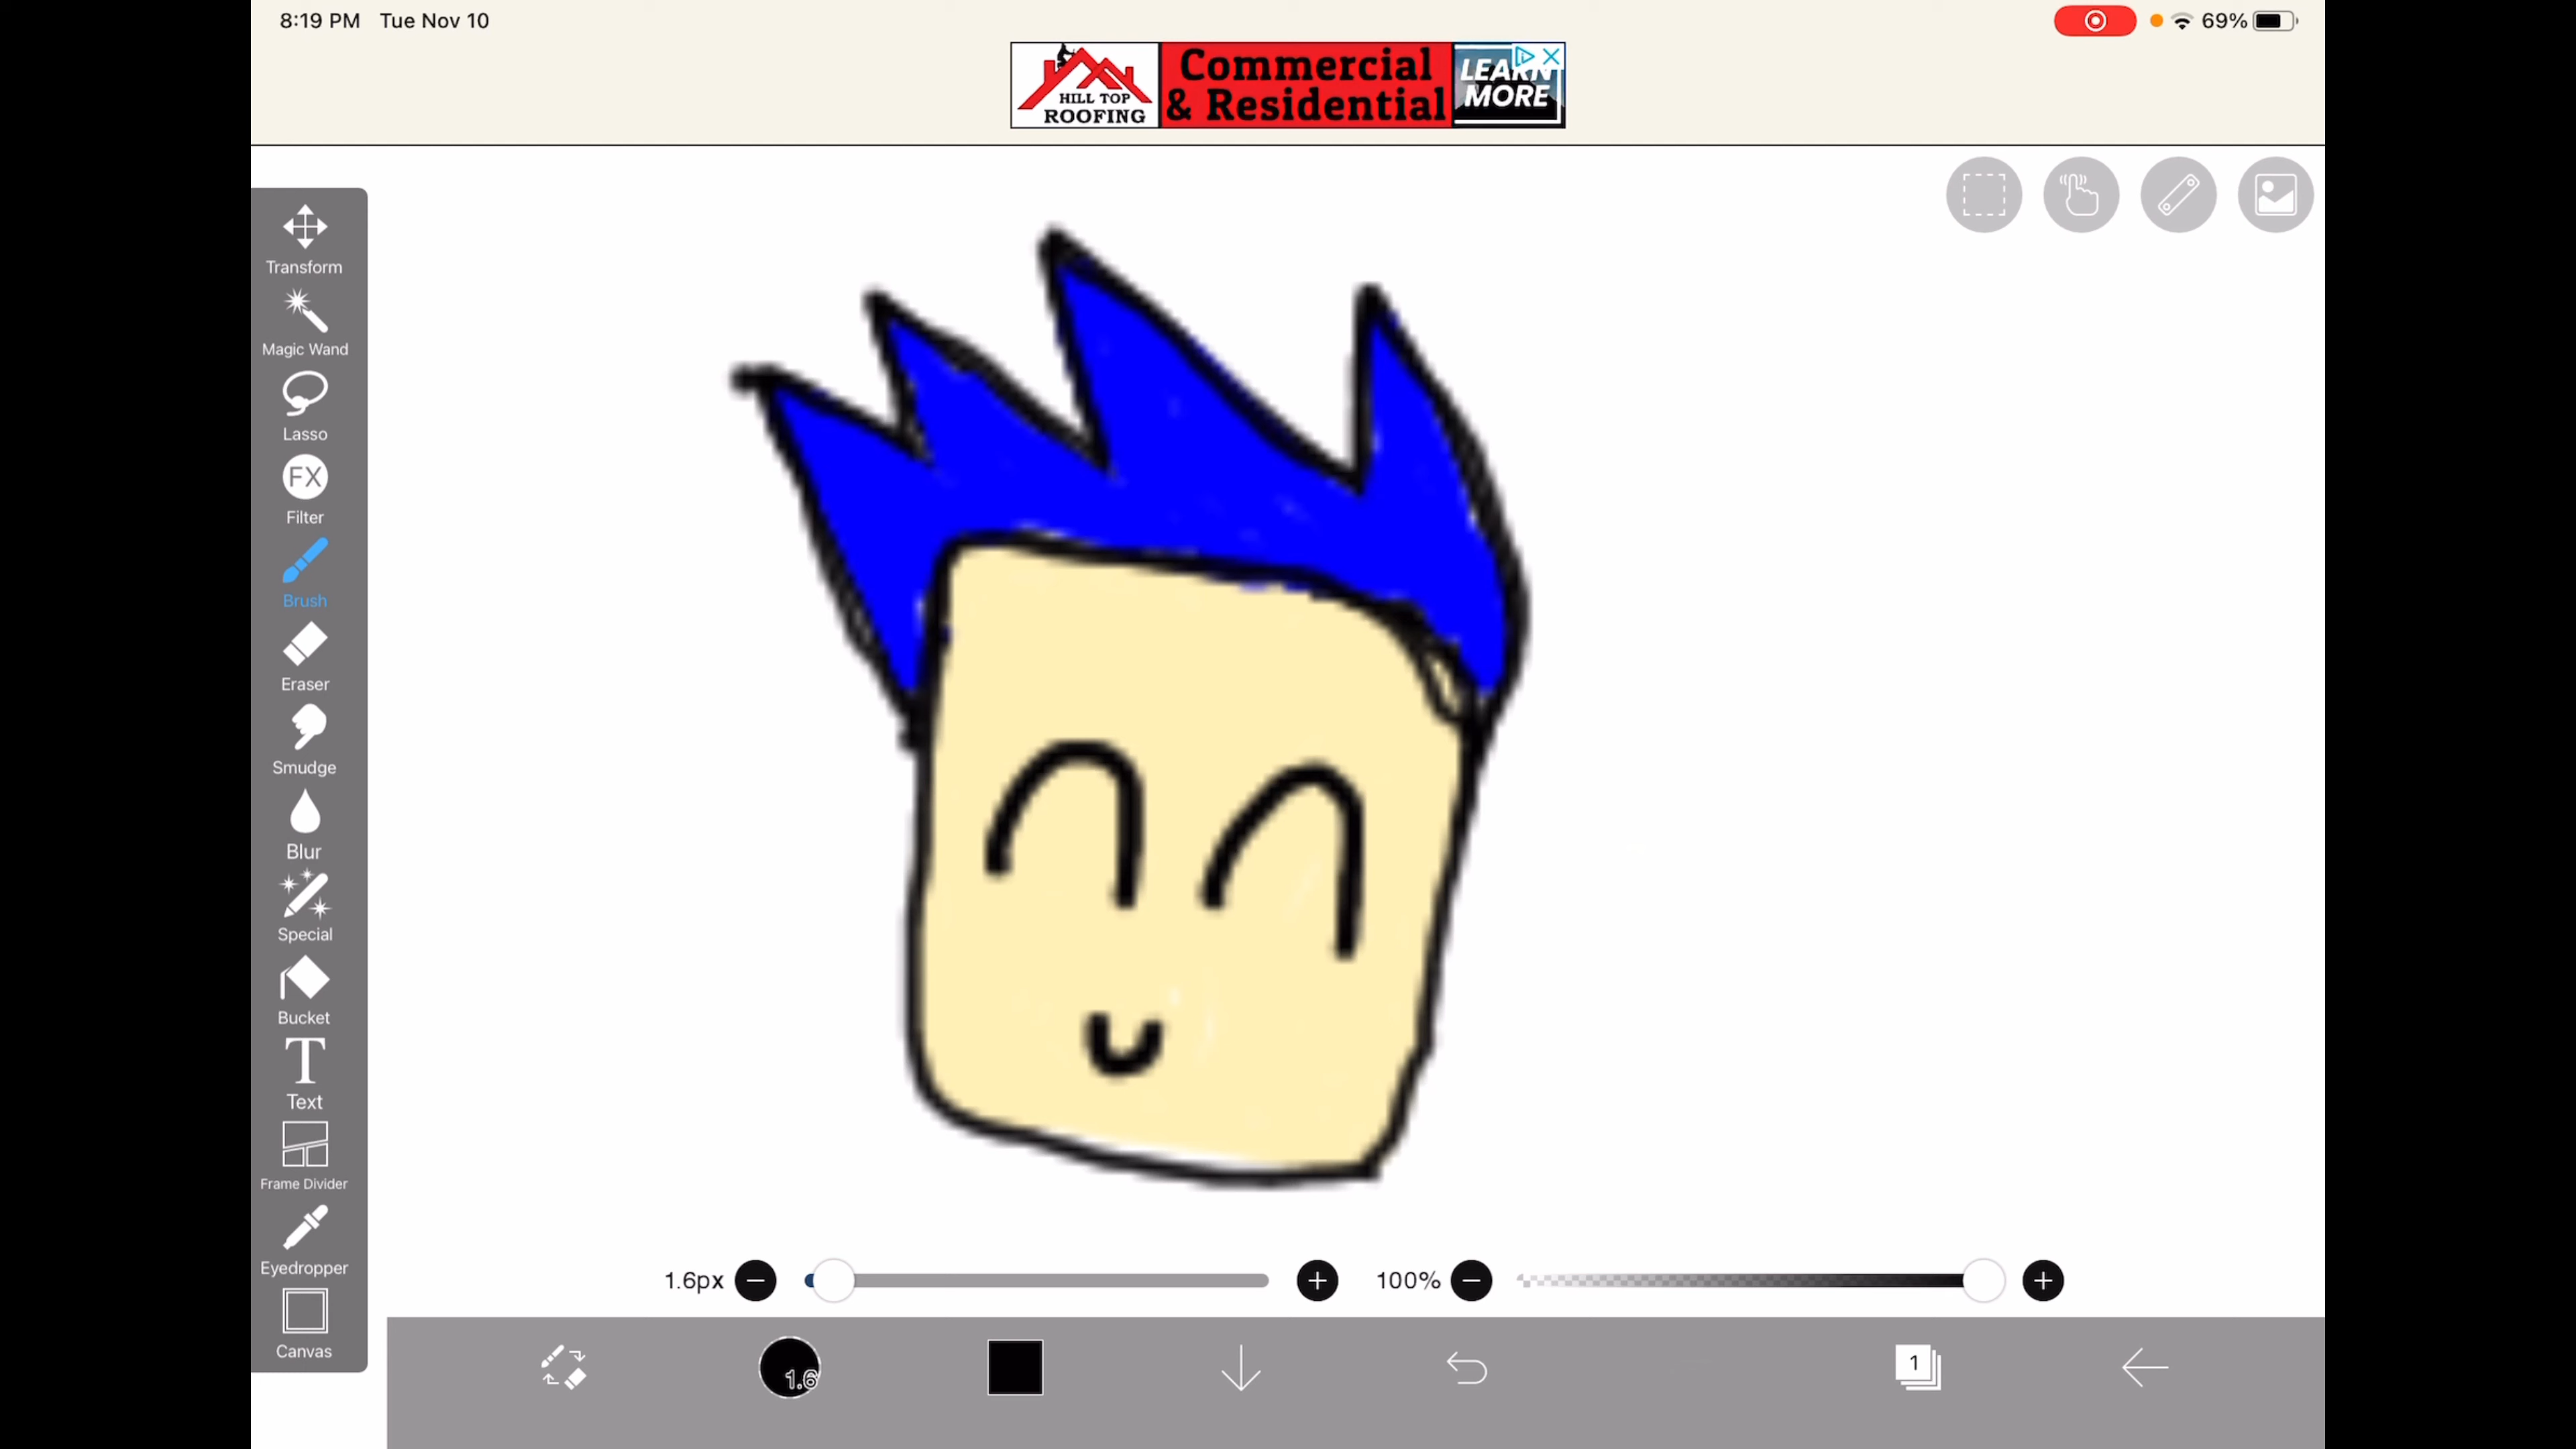 8:19 PM Tue Nov 10
69%
HILL TOP
ROOFING
Commercial
& Residential
LEARN
MORE
Transform
Magic Wand
Lasso
FX
Filter
Brush
Eraser
Smudge
Blur
Special
Bucket
T
Text
Frame Divider
Eyedropper
Canvas
1.6px
100%
1.6
1